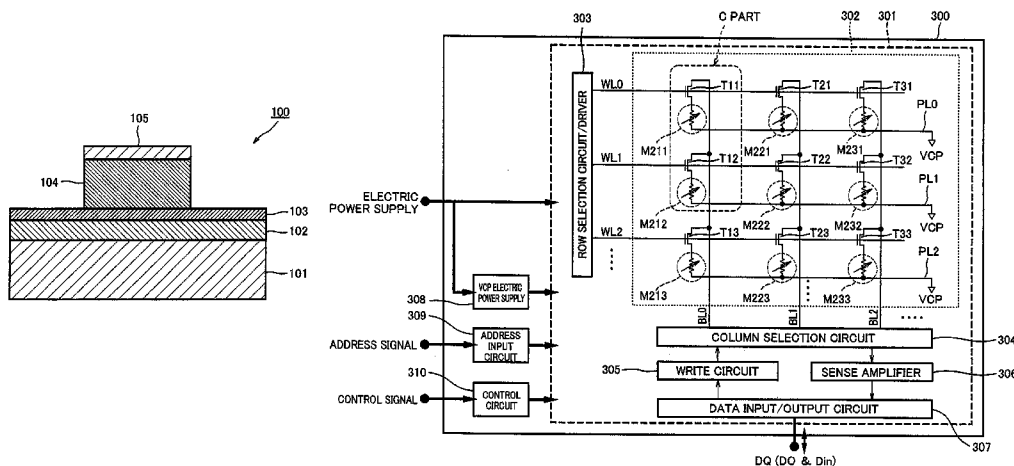 100
105
104
103
102
101
C PART
302
301
300
303
ROW SELECTION CIRCUIT/DRIVER
WL0
T11
T21
T31
PL0
M211
M221
M231
VCP
WL1
T12
T22
T32
PL1
M212
M222
M232
VCP
WL2
T13
T23
T33
PL2
M213
M223
M233
VCP
BL0
BL1
BL2
ELECTRIC
POWER SUPPLY
308
VCP ELECTRIC
POWER SUPPLY
309
ADDRESS SIGNAL
ADDRESS
INPUT
CIRCUIT
310
CONTROL SIGNAL
CONTROL
CIRCUIT
COLUMN SELECTION CIRCUIT
304
305
WRITE CIRCUIT
SENSE AMPLIFIER
306
DATA INPUT/OUTPUT CIRCUIT
307
DQ (DO & Din)